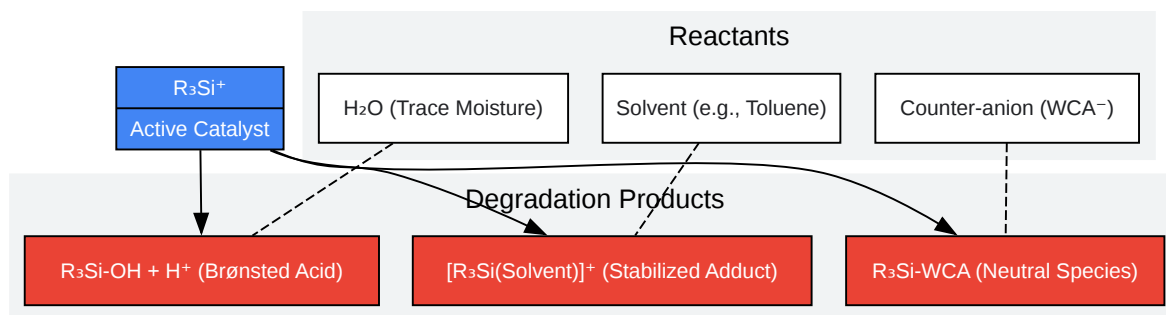 Reactants
R₃Si⁺
Active Catalyst
H₂O (Trace Moisture)
Solvent (e.g., Toluene)
Counter-anion (WCA⁻)
Degradation Products
R₃Si-OH + H⁺ (Brønsted Acid)
[R₃Si(Solvent)]⁺ (Stabilized Adduct)
R₃Si-WCA (Neutral Species)